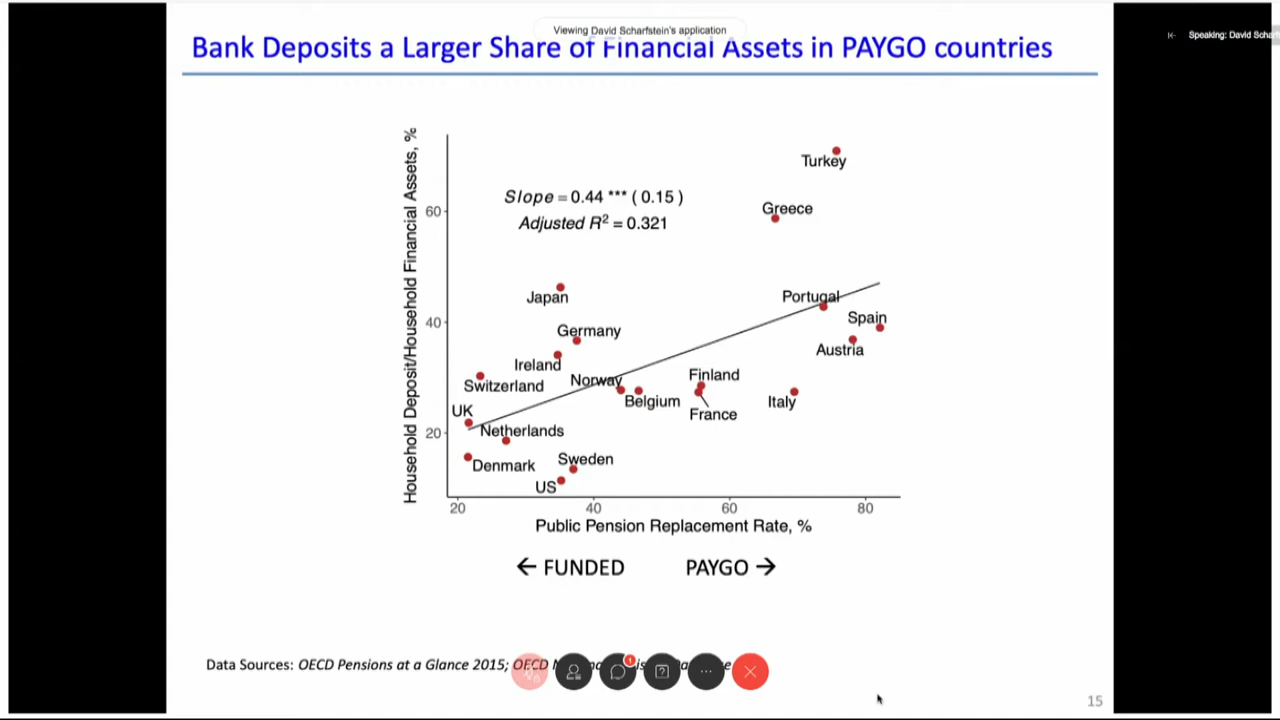 Viewing David Scharfstein's application
Speaking: David Scharf
Bank Deposits a Larger Share of Financial Assets in PAYGO countries
Household Deposit/Household Financial Assets, %
Slope = 0.44 *** ( 0.15 )
Adjusted R² = 0.321
Turkey
Greece
60
Japan
Portugal
Spain
40
Germany
Austria
Ireland
Finland
Norway
Switzerland
Belgium
Italy
UK
France
20
Netherlands
Sweden
Denmark
US
20 40 60 80
Public Pension Replacement Rate, %
← FUNDED PAYGO →
Data Sources: OECD Pensions at a Glance 2015; OECD
1
15